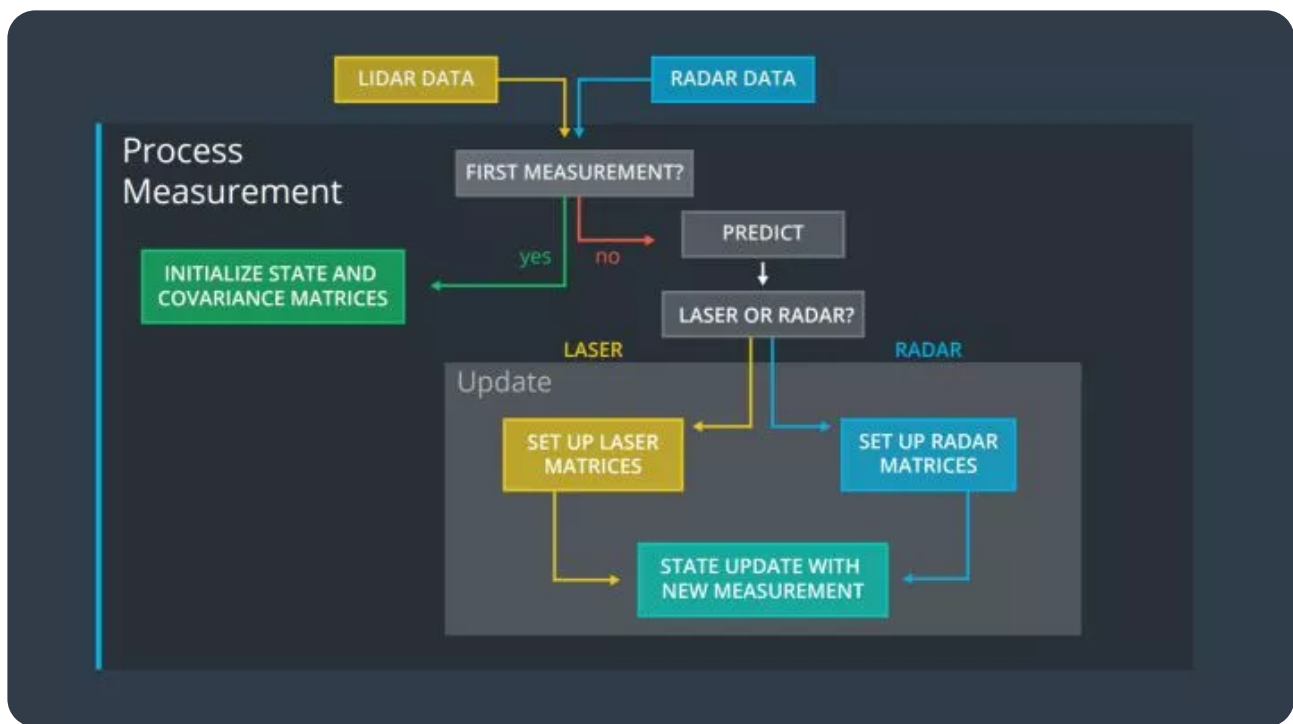 LIDAR DATA
RADAR DATA
Process
Measurement
FIRST MEASUREMENT?
PREDICT
yes
no
INITIALIZE STATE AND
COVARIANCE MATRICES
LASER OR RADAR?
LASER
RADAR
Update
SET UP LASER
MATRICES
SET UP RADAR
MATRICES
STATE UPDATE WITH
NEW MEASUREMENT